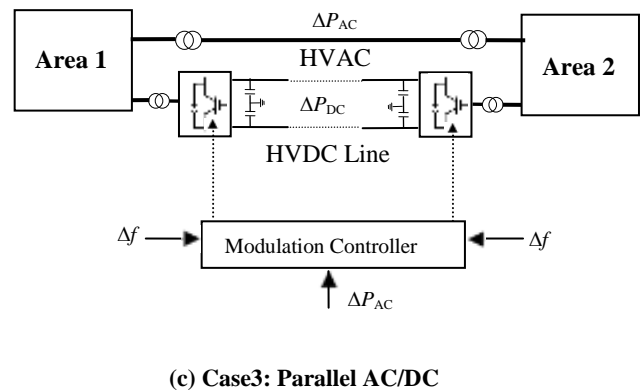 ΔP_AC
Area 1
Area 2
HVAC
ΔP_DC
HVDC Line
Δf
Modulation Controller
Δf
ΔP_AC
(c) Case3: Parallel AC/DC